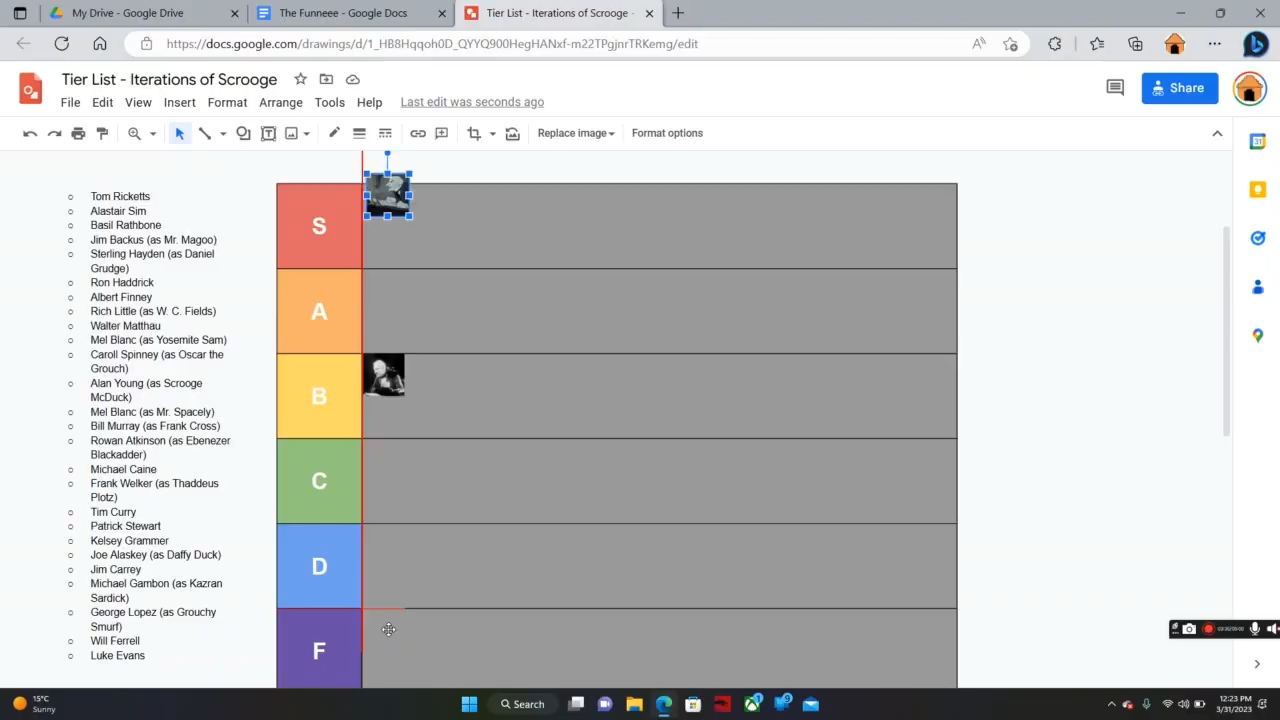 My Drive - Google Drive
The Funneee - Google Docs
Tier List - Iterations of Scrooge -
https://docs.google.com/drawings/d/1_HB8Hqqoh0D_QYYQ900HegHANxf-m22TPgjnrTRKemg/edit
Tier List - Iterations of Scrooge
Share
File Edit View Insert Format Arrange Tools Help Last edit was seconds ago
Replace image Format options
Tom Ricketts
Alastair Sim
Basil Rathbone
Jim Backus (as Mr. Magoo)
Sterling Hayden (as Daniel
Grudge)
Ron Haddrick
Albert Finney
Rich Little (as W. C. Fields)
Walter Matthau
Mel Blanc (as Yosemite Sam)
Caroll Spinney (as Oscar the
Grouch)
Alan Young (as Scrooge
McDuck)
Mel Blanc (as Mr. Spacely)
Bill Murray (as Frank Cross)
Rowan Atkinson (as Ebenezer
Blackadder)
Michael Caine
Frank Welker (as Thaddeus
Plotz)
Tim Curry
Patrick Stewart
Kelsey Grammer
Joe Alaskey (as Daffy Duck)
Jim Carrey
Michael Gambon (as Kazran
Sardick)
George Lopez (as Grouchy
Smurf)
Will Ferrell
Luke Evans
S
A
B
C
D
F
31
15°C
Sunny
Search
12:23 PM
3/31/2023